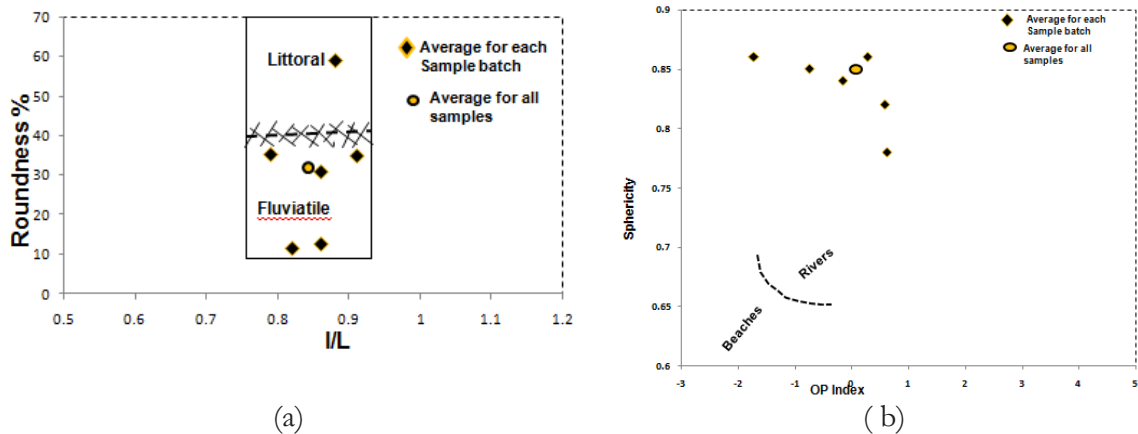 70
60
50
40
30
20
10
0
Roundness %
Littoral
Fluviatile
Average for each
Sample batch
Average for all
samples
0.5 0.6 0.7 0.8 0.9 1 1.1 1.2
I/L
(a)
0.9
0.85
0.8
0.75
0.7
0.65
0.6
Sphericity
Average for each
Sample batch
Average for all
samples
Rivers
Beaches
-3 -2 -1 0 1 2 3 4 5
OP Index
( b)